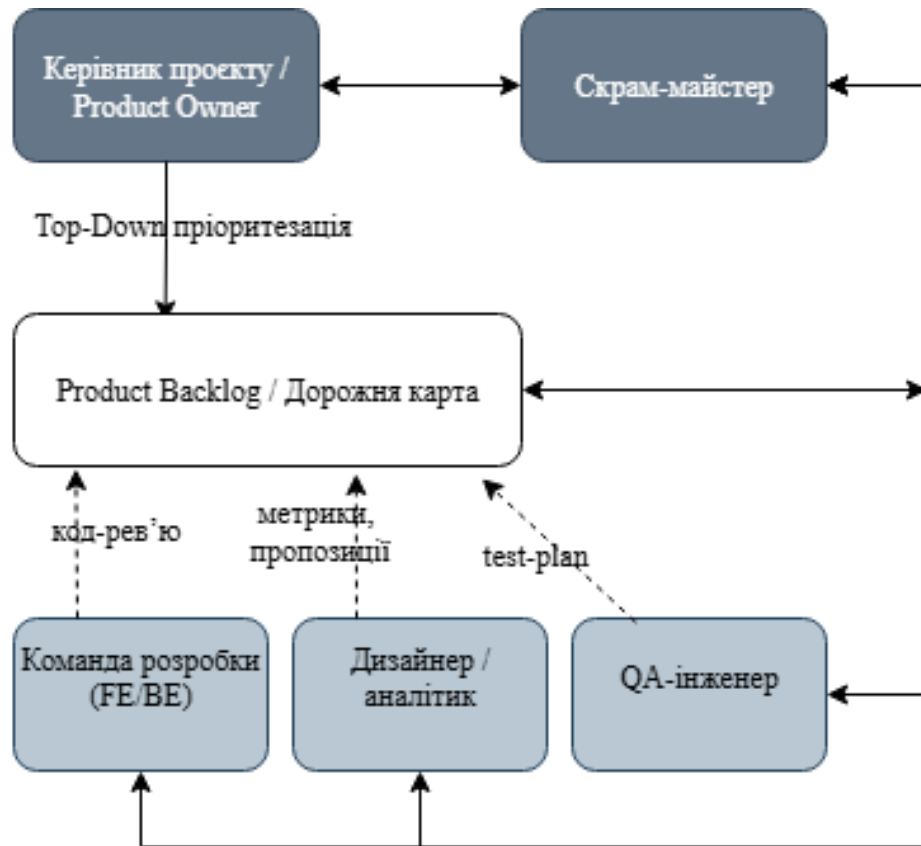 Керівник проєкту /
Product Owner
Скрам-майстер
Top-Down пріоритезація
Product Backlog / Дорожня карта
код-рев’ю
метрики,
пропозиції
test-plan
Команда розробки
(FE/BE)
Дизайнер /
аналітик
QA-інженер